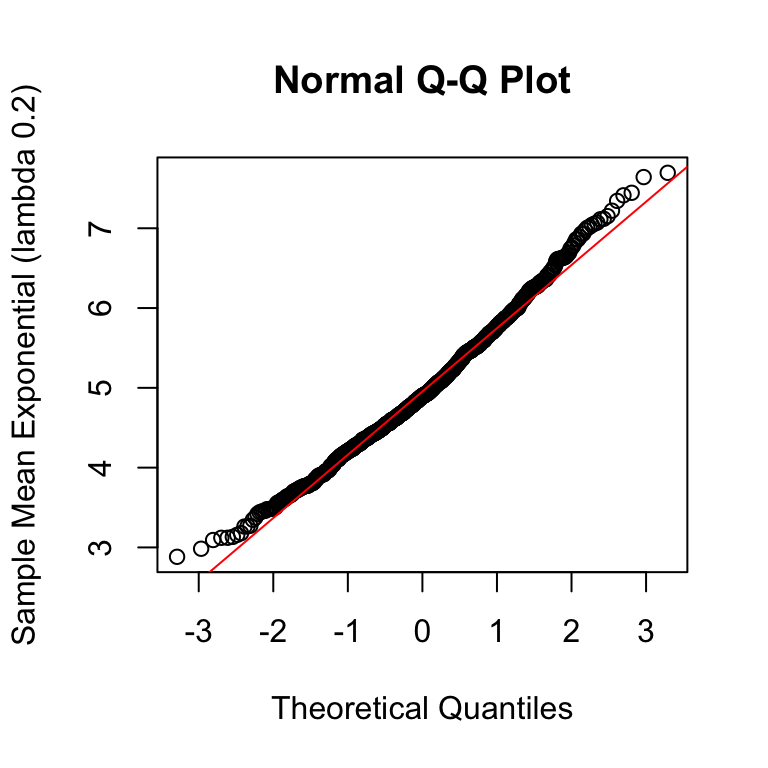 Normal Q-Q Plot
Sample Mean Exponential (lambda 0.2)
7
6
5
4
3
-3 -2 -1 0 1 2 3
Theoretical Quantiles